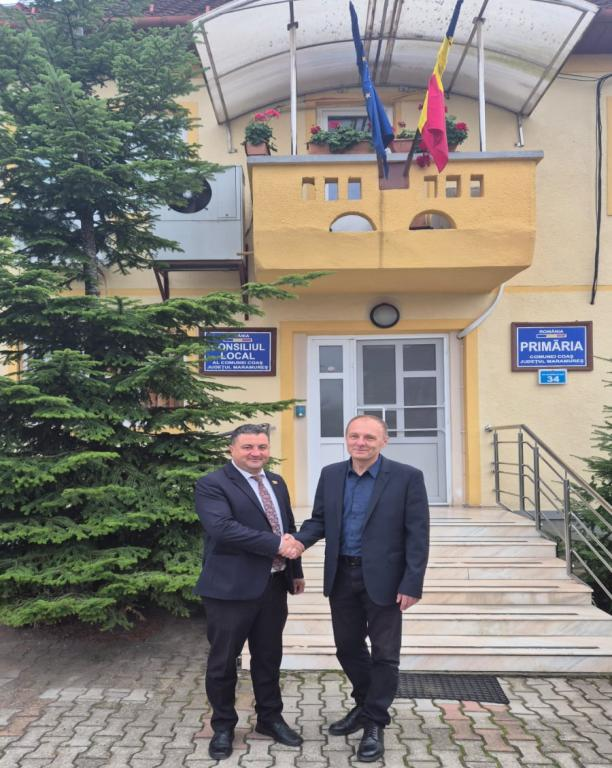 ROMÂNIA
CONSILIUL
LOCAL
AL COMUNEI COAȘ
JUDEȚUL MARAMUREȘ
ROMÂNIA
PRIMĂRIA
COMUNEI COAȘ
JUDEȚUL MARAMUREȘ
34